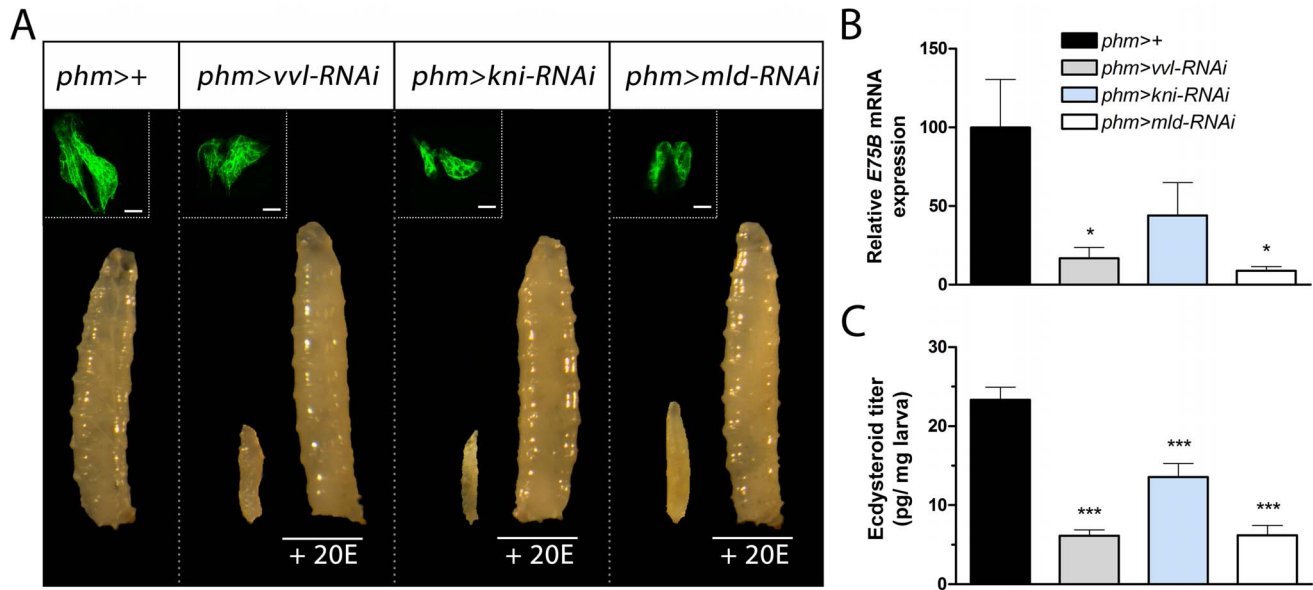 A
phm>+
phm>vvl-RNAi
phm>kni-RNAi
phm>mld-RNAi
+ 20E
+ 20E
+ 20E
B
Relative E75B mRNA
expression
150
100
50
0
phm>+
phm>vvl-RNAi
phm>kni-RNAi
phm>mld-RNAi
*
*
C
Ecdysteroid titer
(pg/ mg larva)
30
20
10
0
***
***
***